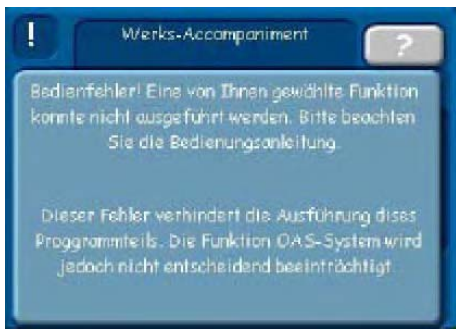 !
Werks-Accompaniment
?
Bedienfehler! Eine von Ihnen gewählte Funktion
konnte nicht ausgeführt werden. Bitte beachten
Sie die Bedienungsanleitung.
Dieser Fehler verhindert die Ausführung dises
Proggrammteils. Die Funktion OAS-System wird
jedoch nicht entscheidend beeinträchtigt.